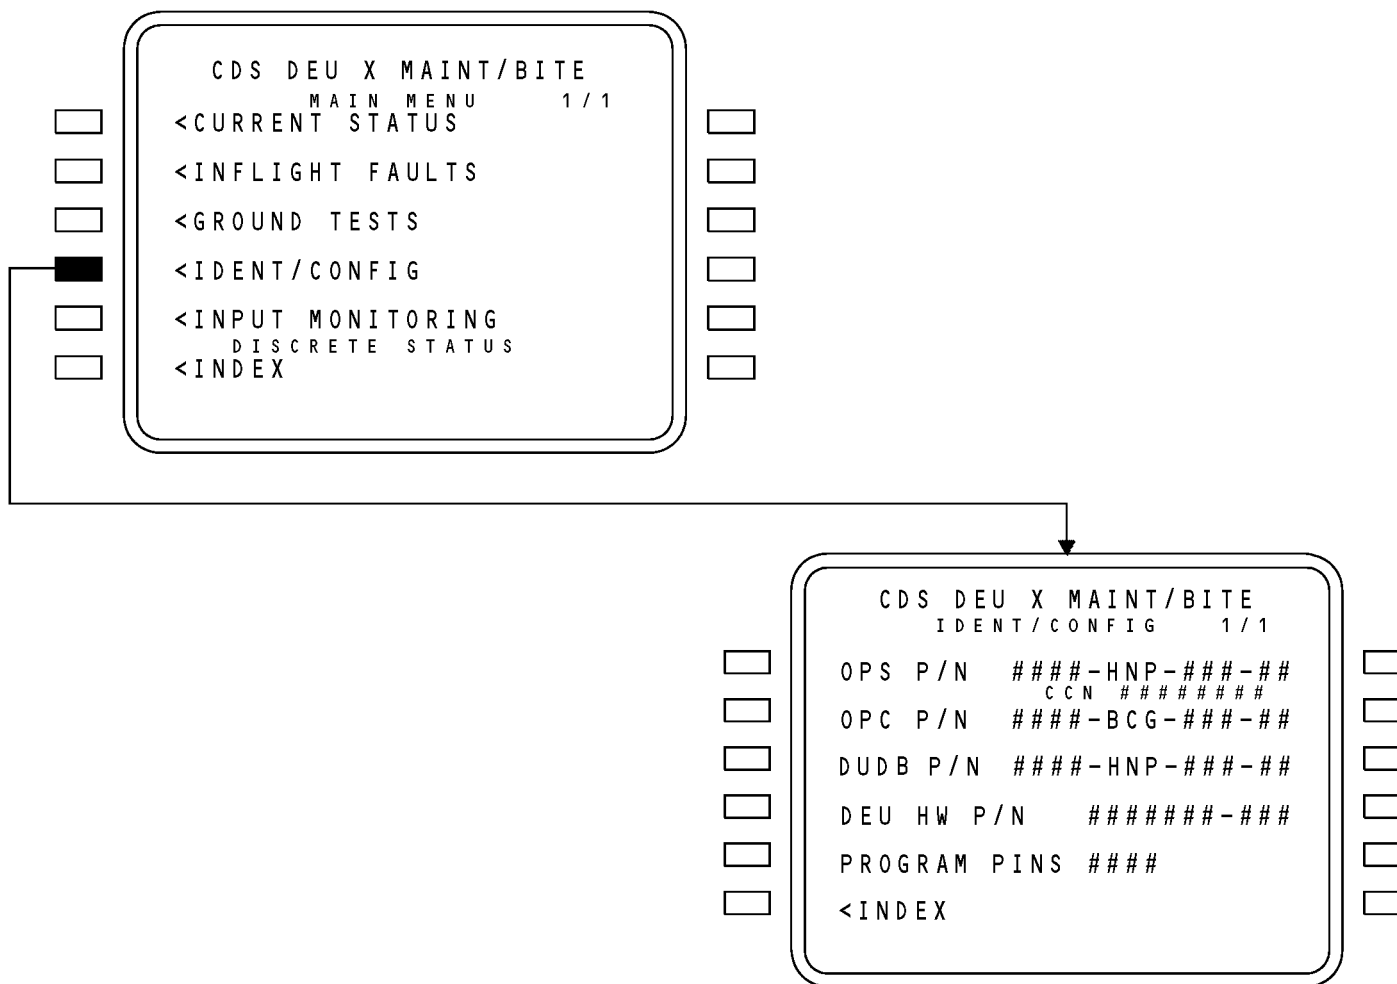 CDS DEU X MAINT/BITE
MAIN MENU 1/1
<CURRENT STATUS
<INFLIGHT FAULTS
<GROUND TESTS
<IDENT/CONFIG
<INPUT MONITORING
DISCRETE STATUS
<INDEX
CDS DEU X MAINT/BITE
IDENT/CONFIG 1/1
OPS P/N ####-HNP-###-##
CCN ########
OPC P/N ####-BCG-###-##
DUDB P/N ####-HNP-###-##
DEU HW P/N #######-###
PROGRAM PINS ####
<INDEX